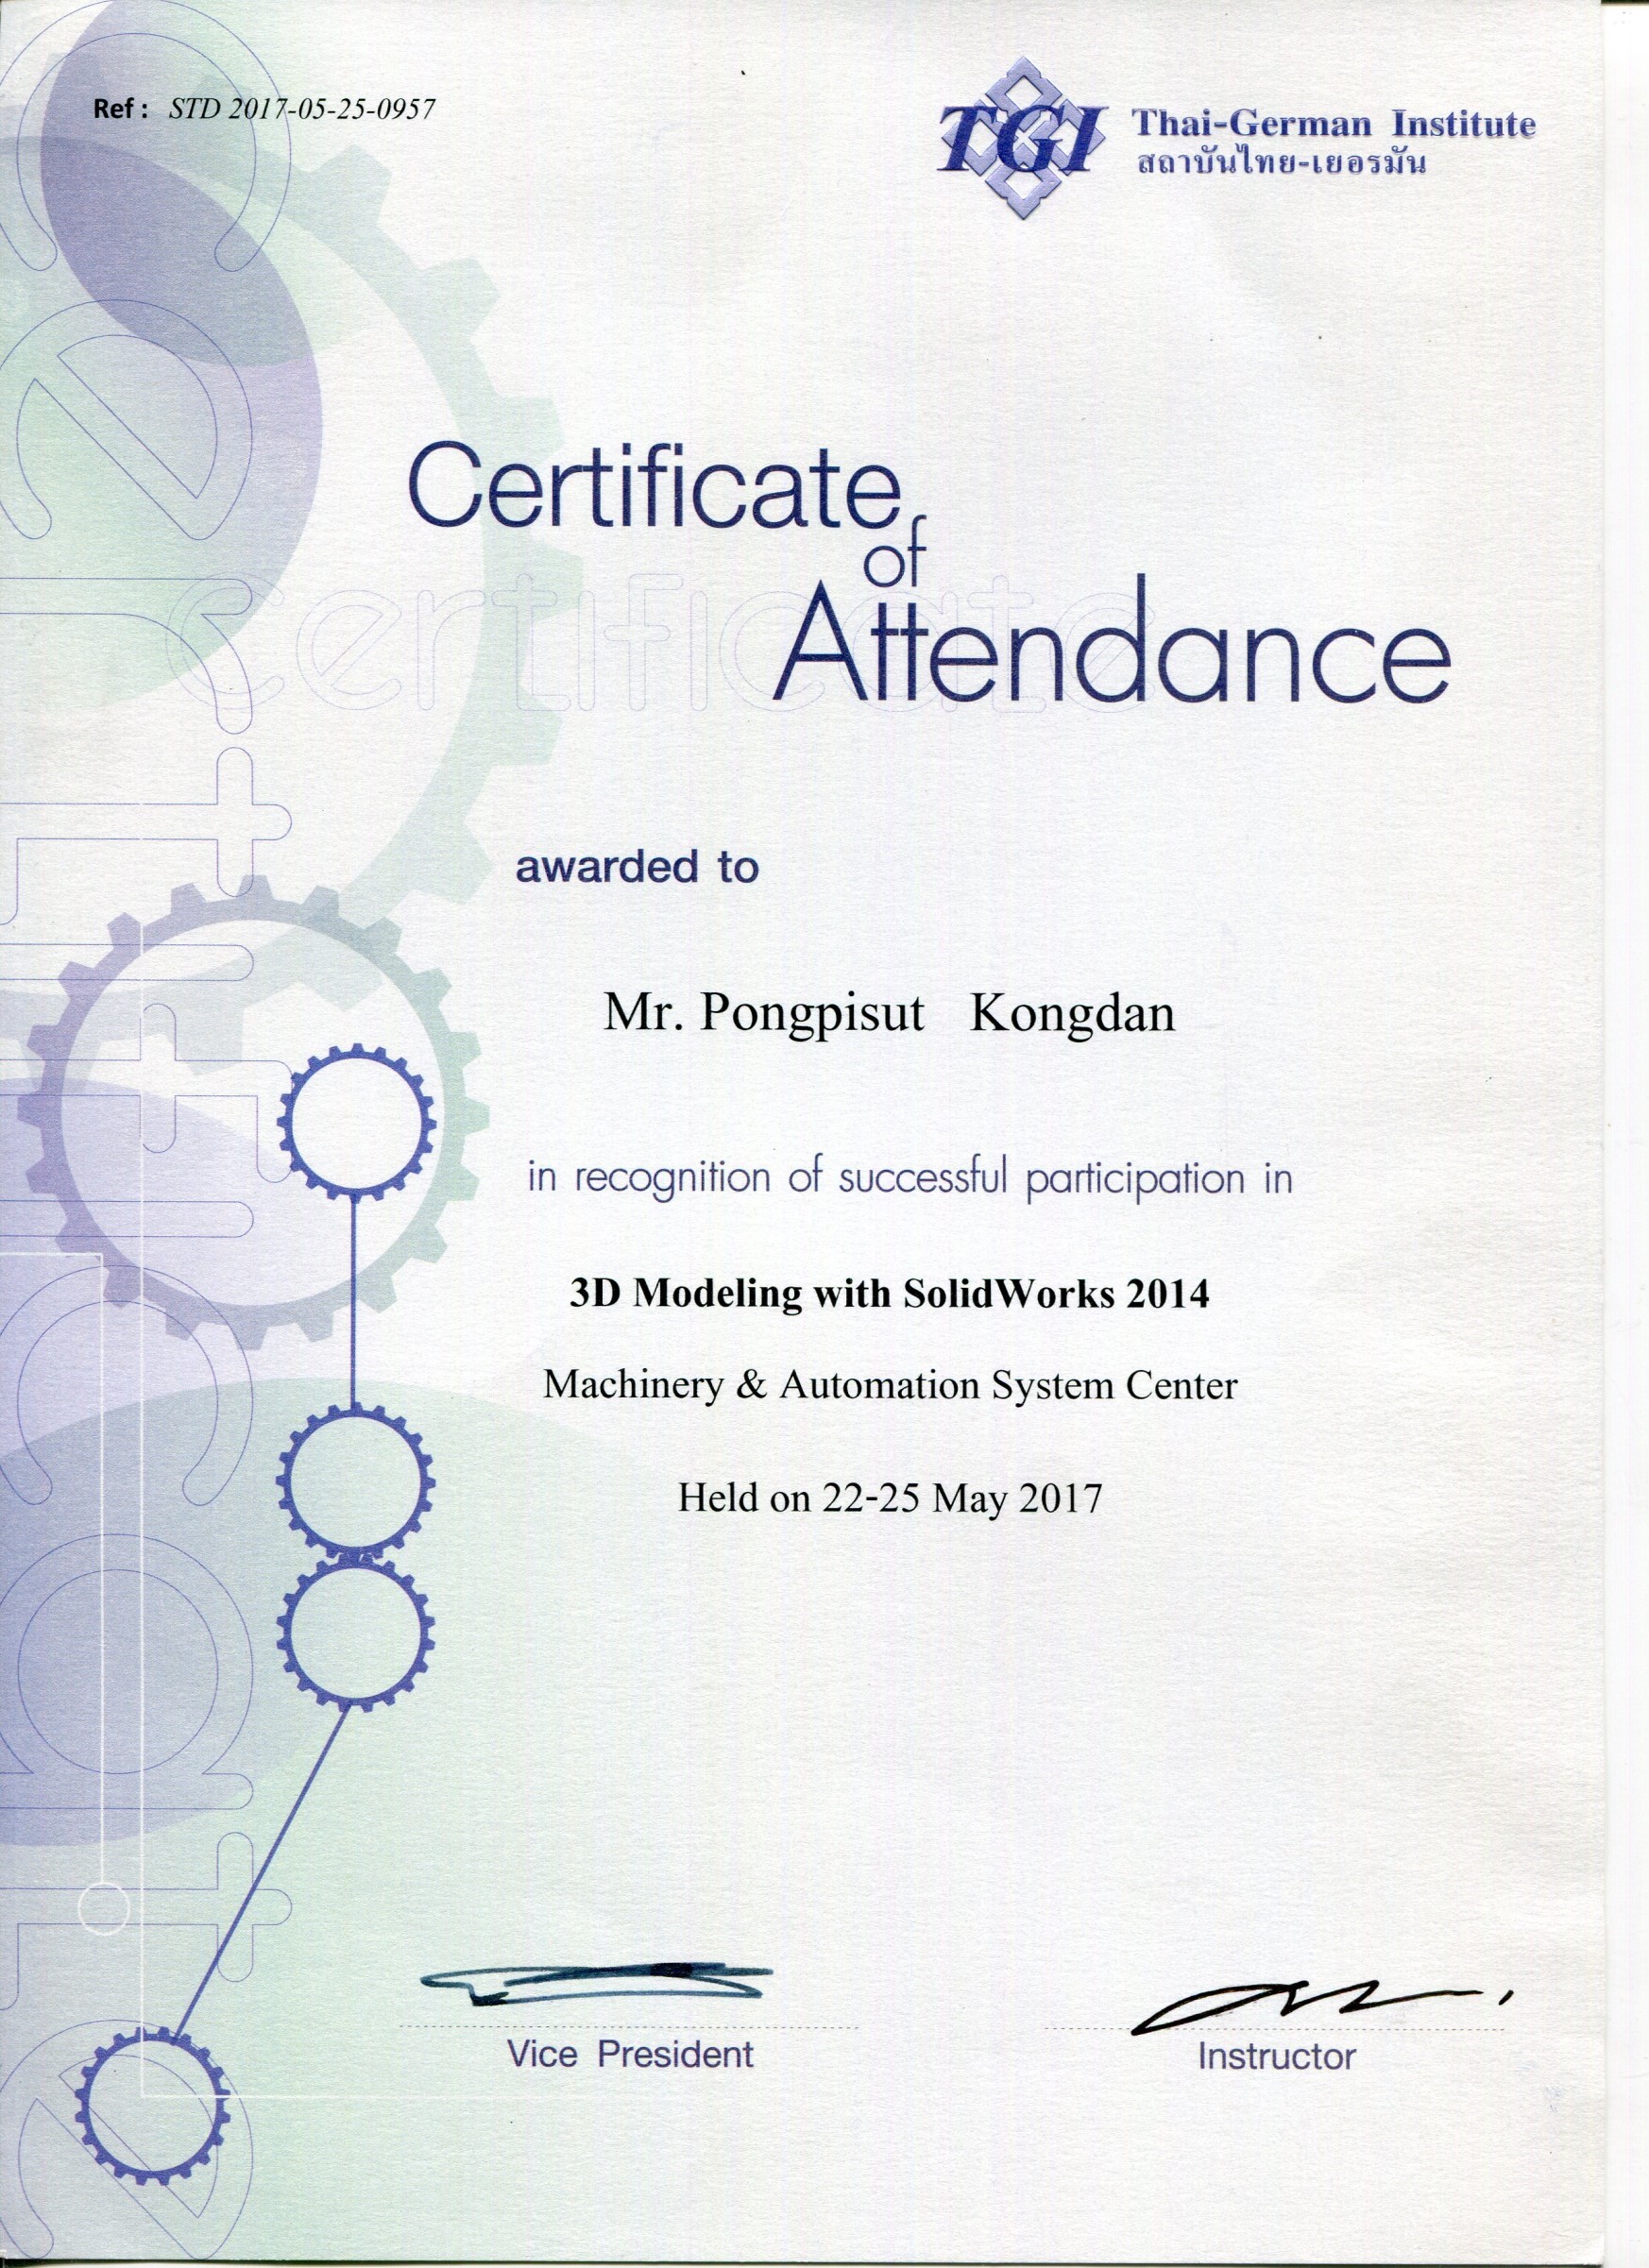 Ref : STD 2017-05-25-0957
TGI
Thai-German Institute
สถาบันไทย-เยอรมัน
Certificate
of
Attendance
certificate
awarded to
Mr. Pongpisut Kongdan
in recognition of successful participation in
3D Modeling with SolidWorks 2014
Machinery & Automation System Center
Held on 22-25 May 2017
Vice President
Instructor